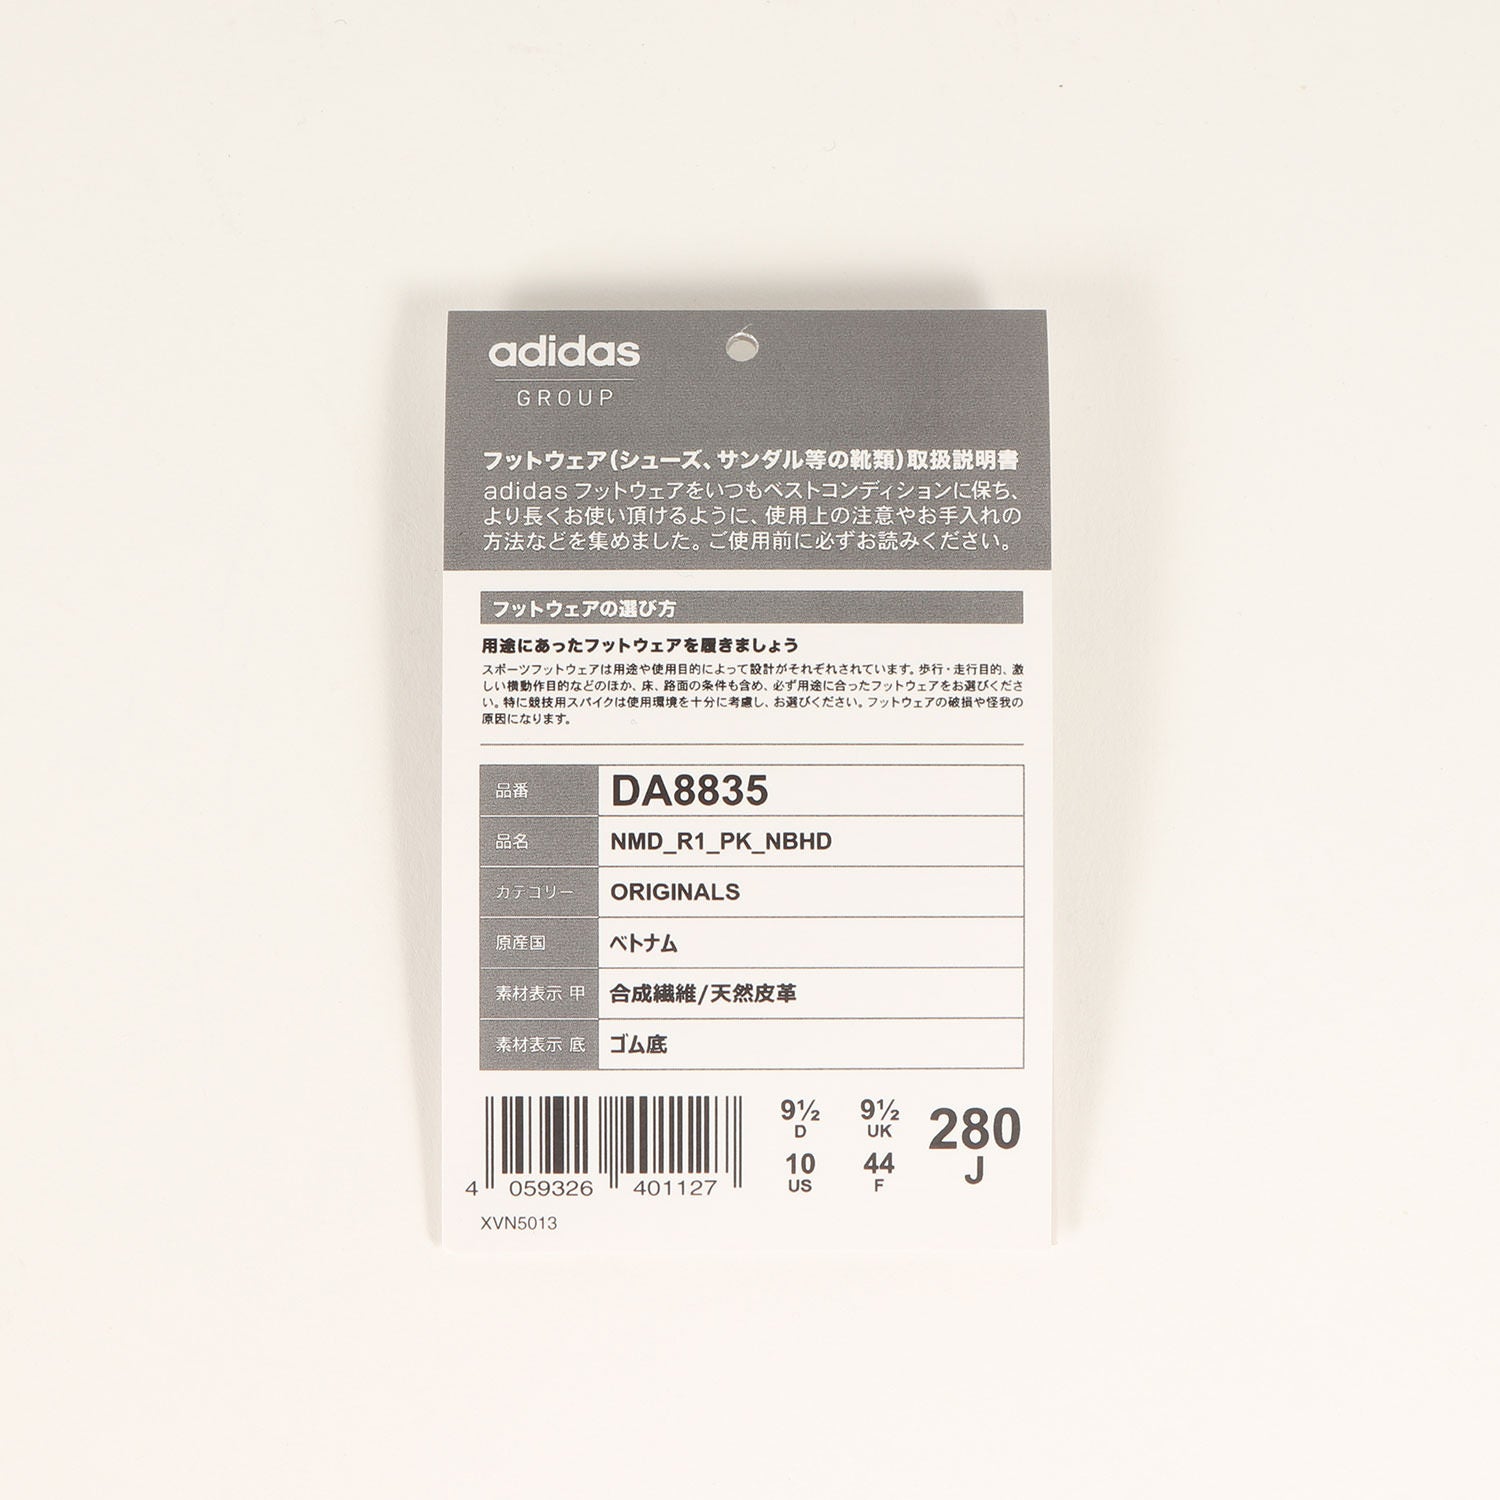 adidas
GROUP
フットウェア(シューズ、サンダル等の靴類)取扱説明書
adidas フットウェアをいつもベストコンディションに保ち、
より長くお使い頂けるように、使用上の注意やお手入れの
方法などを集めました。ご使用前に必ずお読みください。
フットウェアの選び方
用途にあったフットウェアを履きましょう
スポーツフットウェアは用途や使用目的によって設計がそれぞれされています。歩行・走行目的、激
しい横動作目的などのほか、床、路面の条件も含め、必ず用途に合ったフットウェアをお選びくださ
い。特に競技用スパイクは使用環境を十分に考慮し、お選びください。フットウェアの破損や怪我の
原因になります。
品番 DA8835
品名 NMD_R1_PK_NBHD
カテゴリー ORIGINALS
原産国 ベトナム
素材表示 甲 合成繊維/天然皮革
素材表示 底 ゴム底
9½ 9½ 280
D UK J
10 44
US F
4 059326 401127
XVN5013